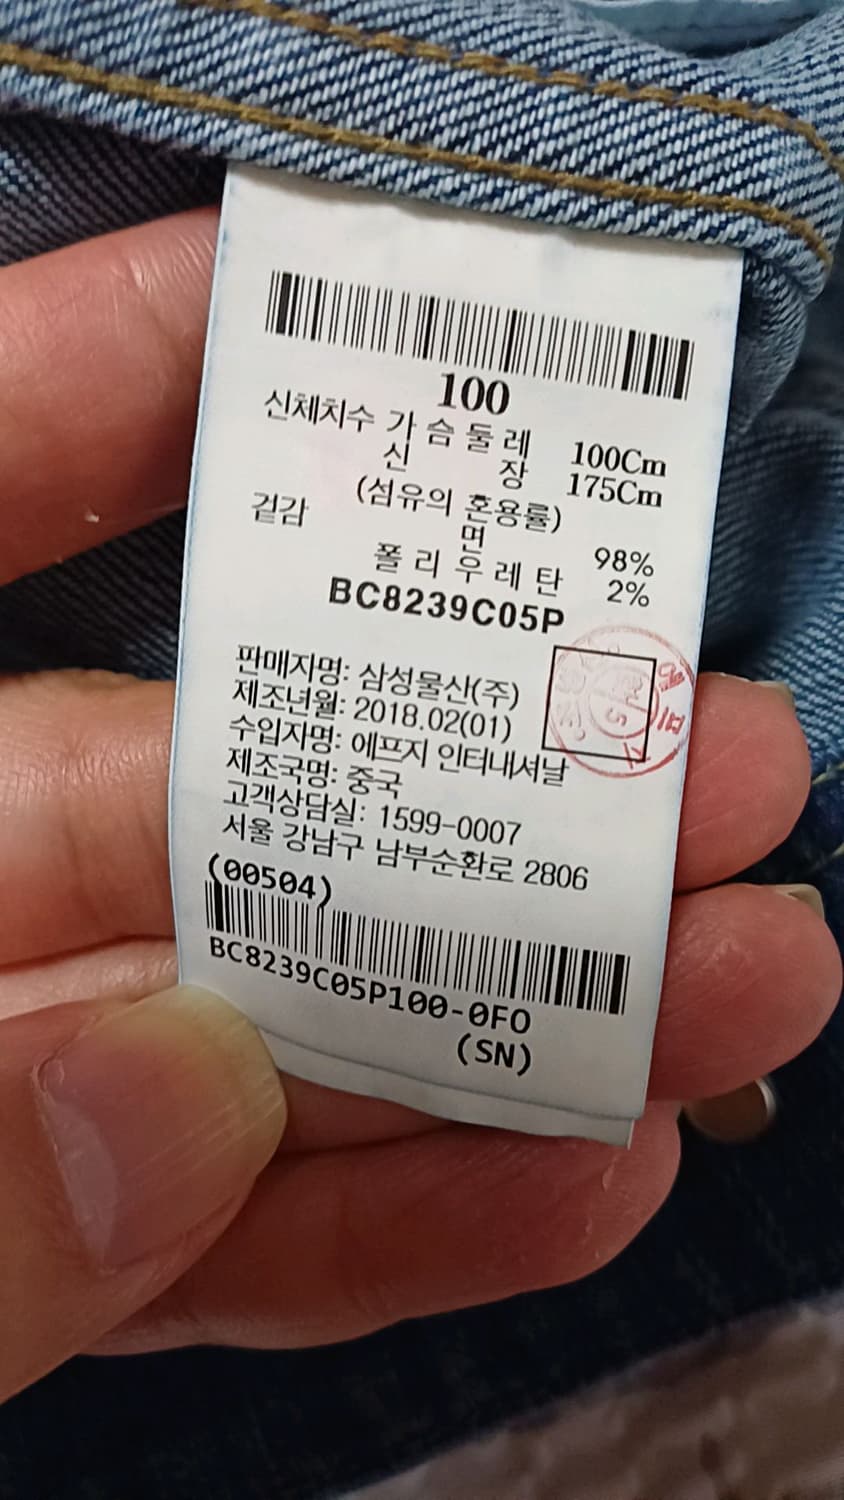 100
신체치수 가슴둘레 100Cm
신 장 175Cm
(섬유의 혼용률)
겉감 면 98%
폴리우레탄 2%
BC8239C05P
판매자명: 삼성물산(주)
제조년월: 2018.02(01)
수입자명: 에프지 인터내셔날
제조국명: 중국
고객상담실: 1599-0007
서울 강남구 남부순환로 2806
(00504)
BC8239C05P100-0FO
(SN)